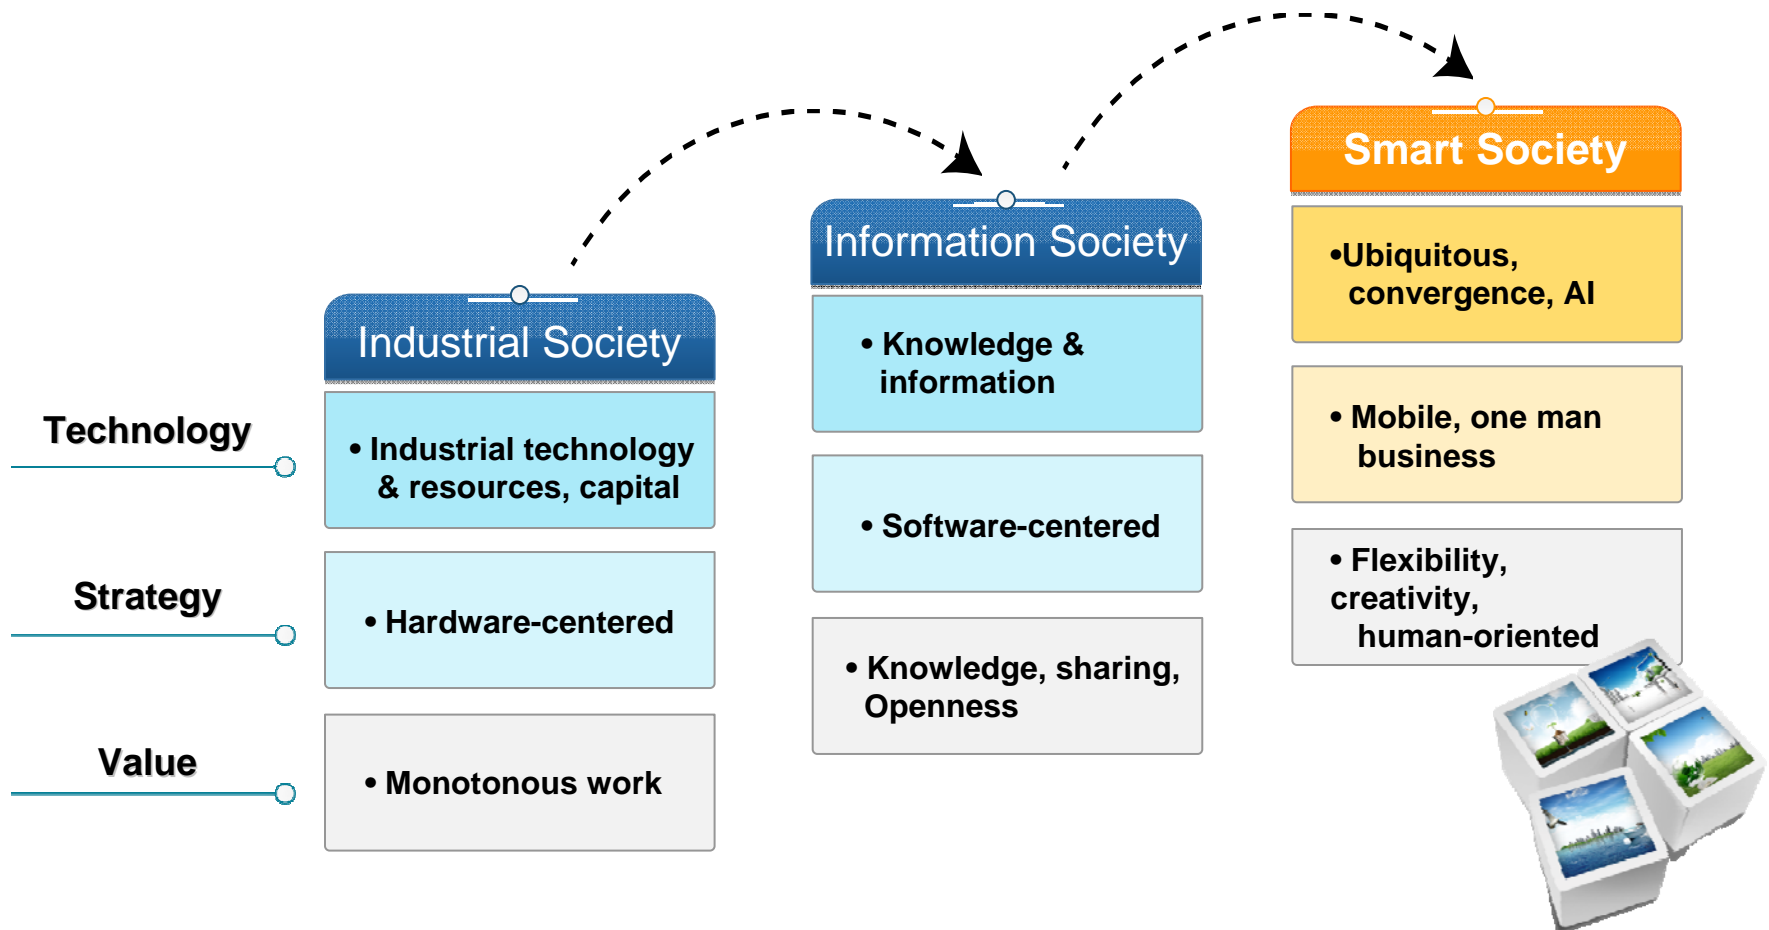 Smart Society
Information Society
Industrial Society
Technology
Strategy
Value
• Industrial technology
& resources, capital
• Hardware-centered
• Monotonous work
• Knowledge &
information
• Software-centered
• Knowledge, sharing,
Openness
•Ubiquitous,
convergence, AI
• Mobile, one man
business
• Flexibility,
creativity,
human-oriented